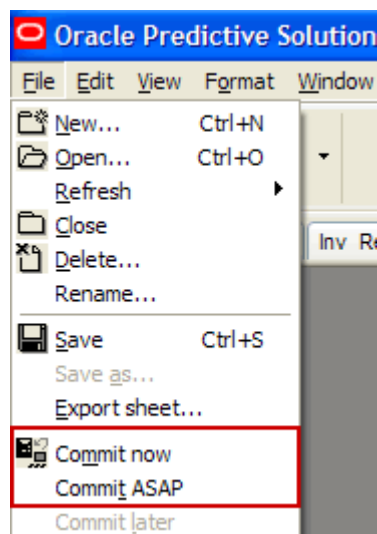 Oracle Predictive Solution
File Edit View Format Window
New... Ctrl+N
Open... Ctrl+O
Refresh
Close
Inv
Delete...
Rename...
Save Ctrl+S
Save as...
Export sheet...
Commit now
Commit ASAP
Commit later